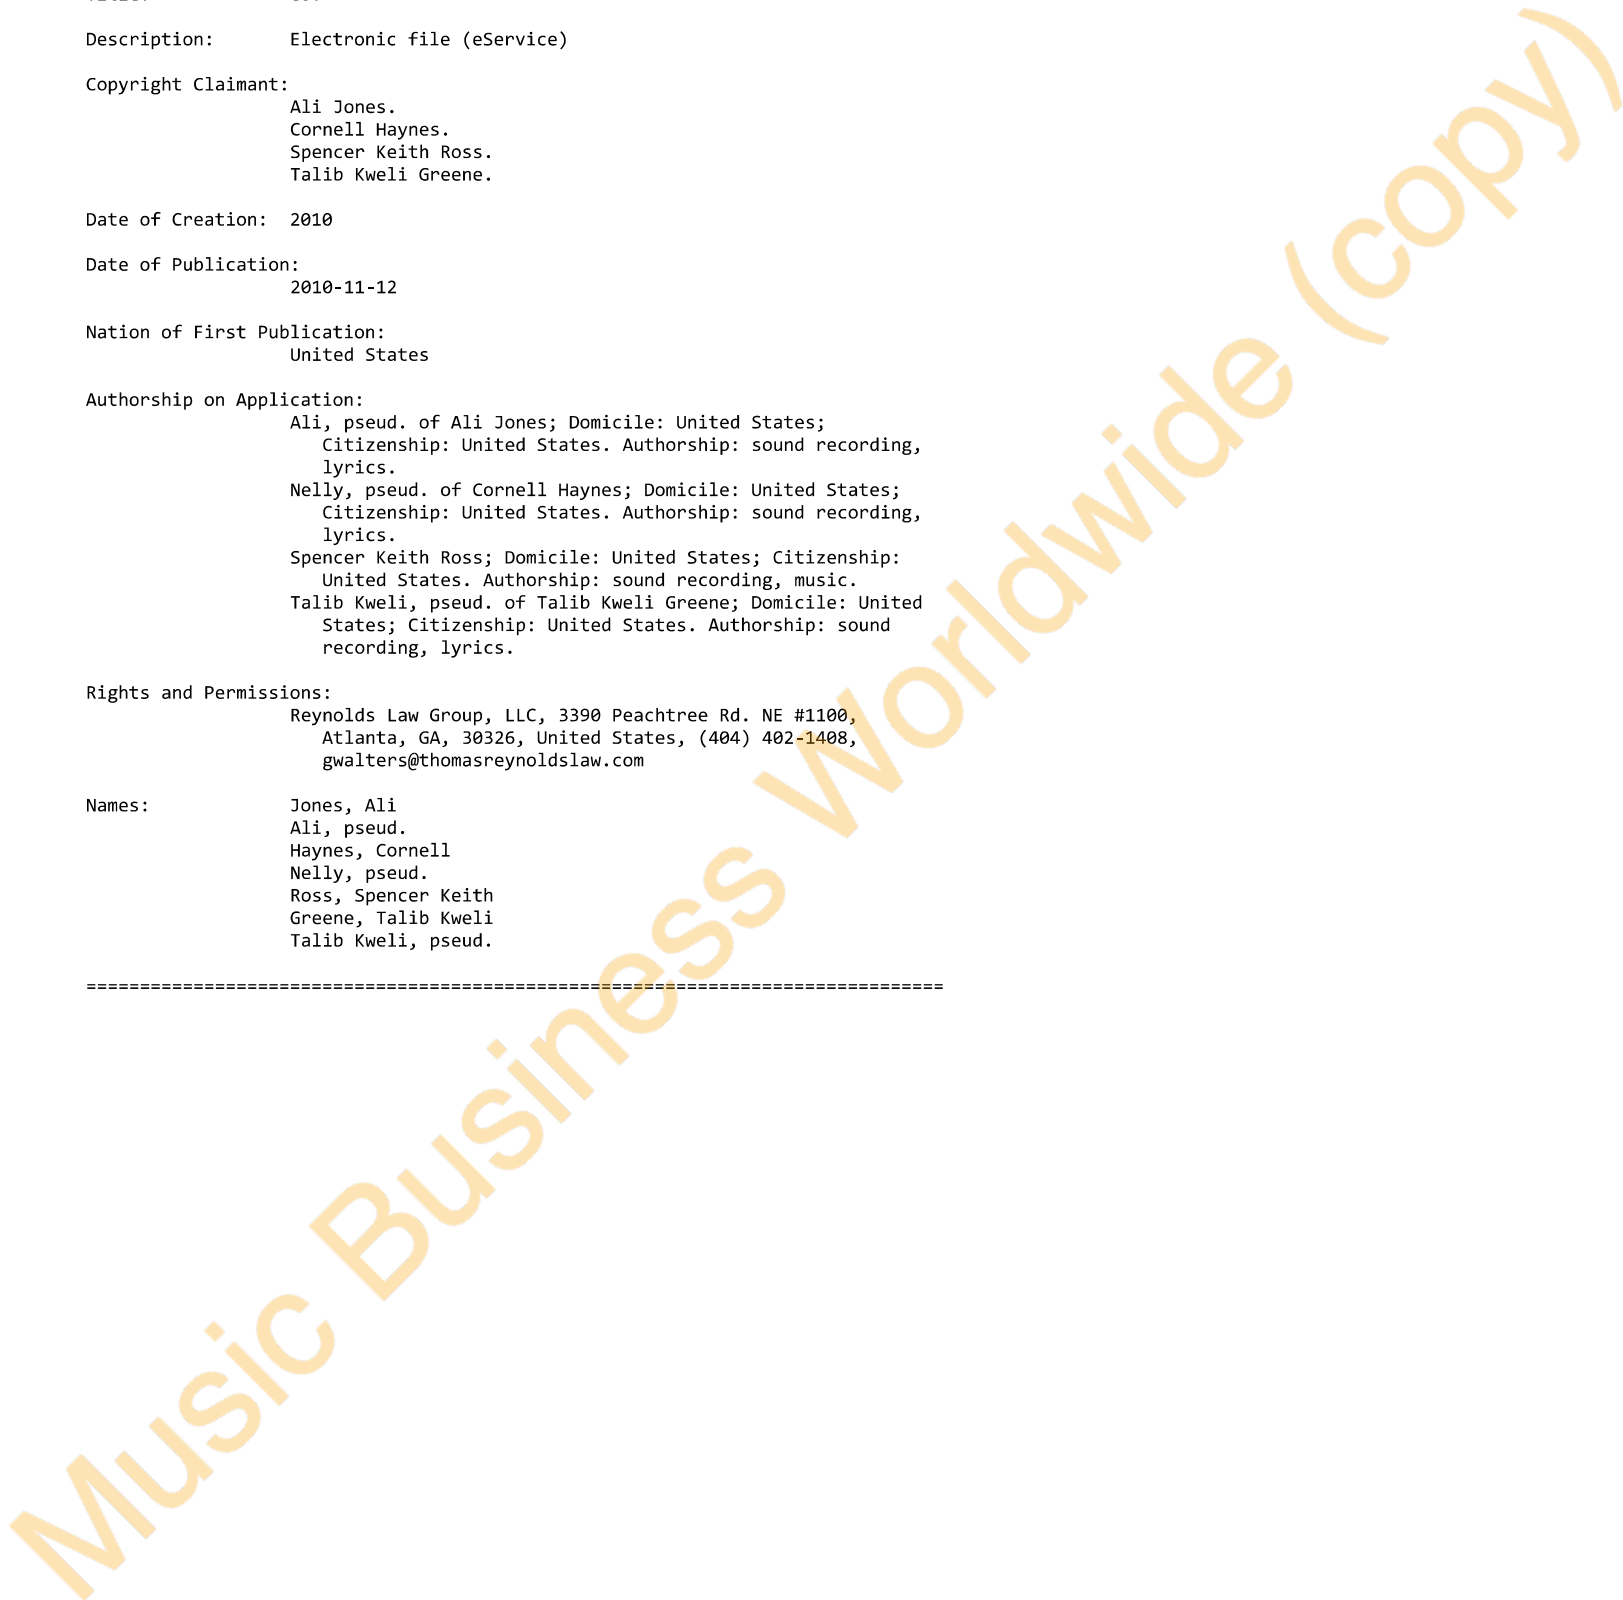 Description: Electronic file (eService)
Copyright Claimant:
Ali Jones.
Cornell Haynes.
Spencer Keith Ross.
Talib Kweli Greene.
Date of Creation: 2010
Date of Publication:
2010-11-12
Nation of First Publication:
United States
Authorship on Application:
Ali, pseud. of Ali Jones; Domicile: United States;
Citizenship: United States. Authorship: sound recording,
lyrics.
Nelly, pseud. of Cornell Haynes; Domicile: United States;
Citizenship: United States. Authorship: sound recording,
lyrics.
Spencer Keith Ross; Domicile: United States; Citizenship:
United States. Authorship: sound recording, music.
Talib Kweli, pseud. of Talib Kweli Greene; Domicile: United
States; Citizenship: United States. Authorship: sound
recording, lyrics.
Rights and Permissions:
Reynolds Law Group, LLC, 3390 Peachtree Rd. NE #1100,
Atlanta, GA, 30326, United States, (404) 402-1408,
gwalters@thomasreynoldslaw.com
Names: Jones, Ali
Ali, pseud.
Haynes, Cornell
Nelly, pseud.
Ross, Spencer Keith
Greene, Talib Kweli
Talib Kweli, pseud.
================================================================================
Music Business Worldwide (copy)